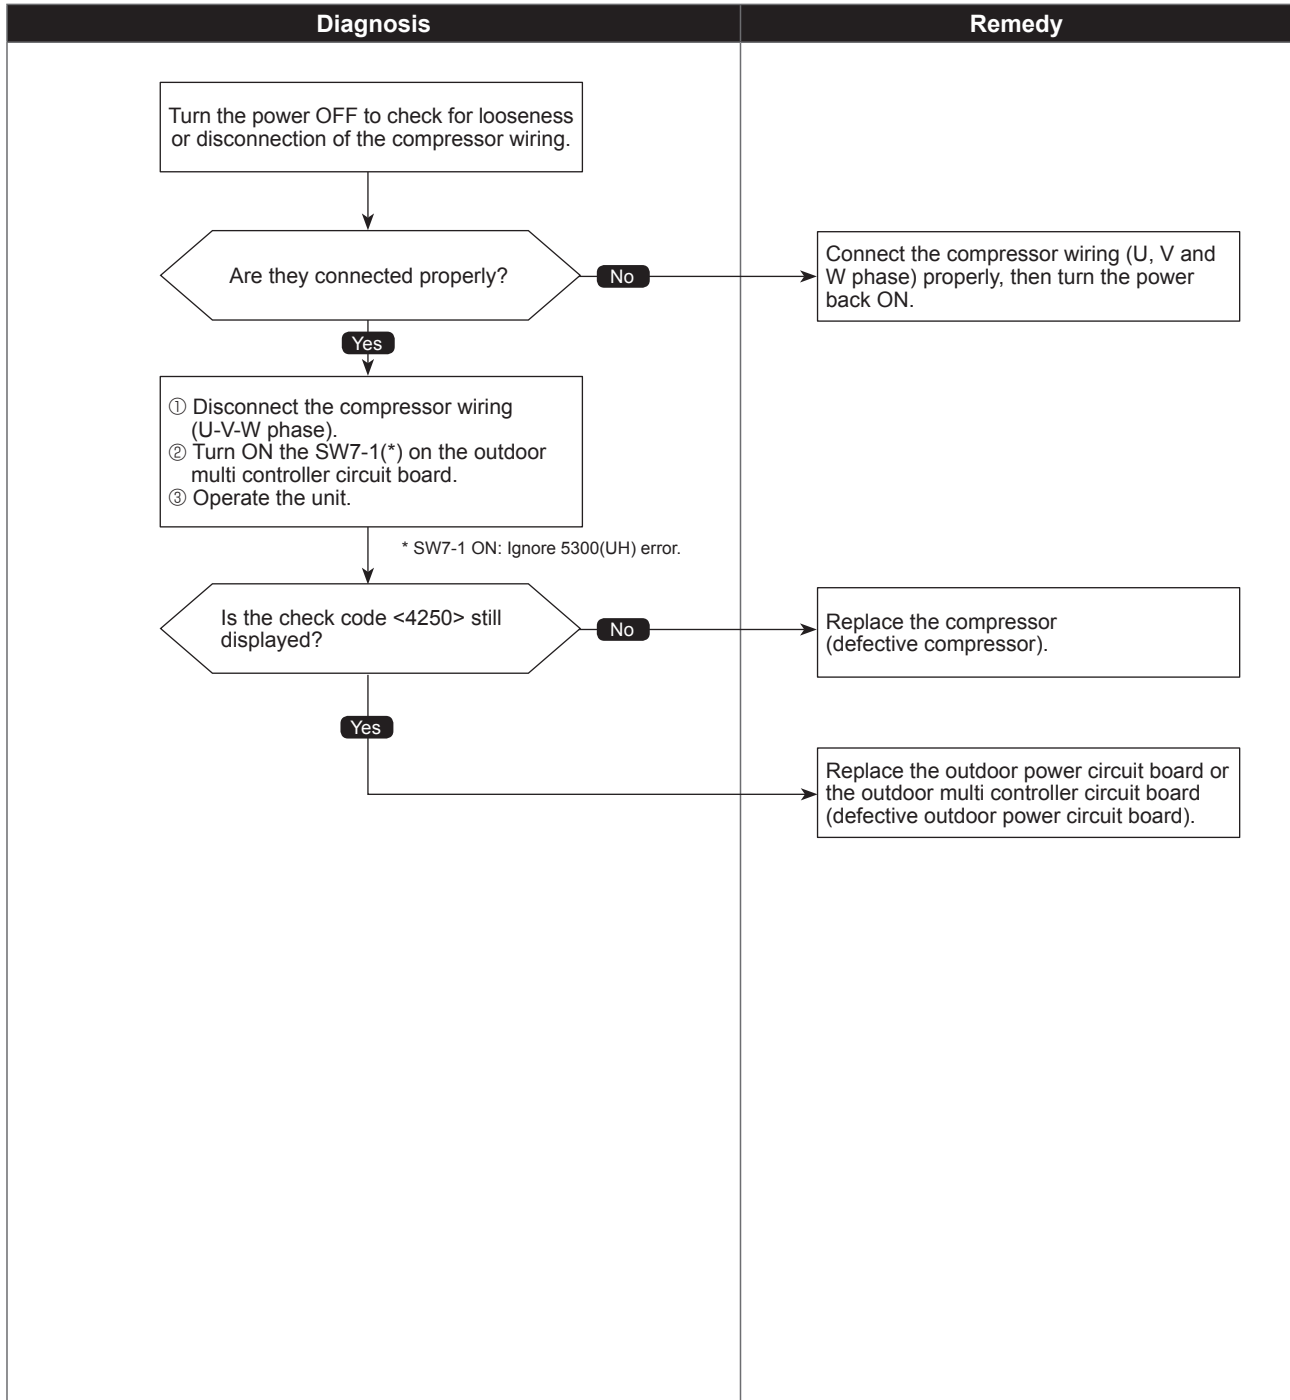 Diagnosis
Remedy
Turn the power OFF to check for looseness
or disconnection of the compressor wiring.
Are they connected properly?
No
Connect the compressor wiring (U, V and
W phase) properly, then turn the power
back ON.
Yes
① Disconnect the compressor wiring
(U-V-W phase).
② Turn ON the SW7-1(*) on the outdoor
multi controller circuit board.
③ Operate the unit.
* SW7-1 ON: Ignore 5300(UH) error.
Is the check code <4250> still
displayed?
No
Replace the compressor
(defective compressor).
Yes
Replace the outdoor power circuit board or
the outdoor multi controller circuit board
(defective outdoor power circuit board).